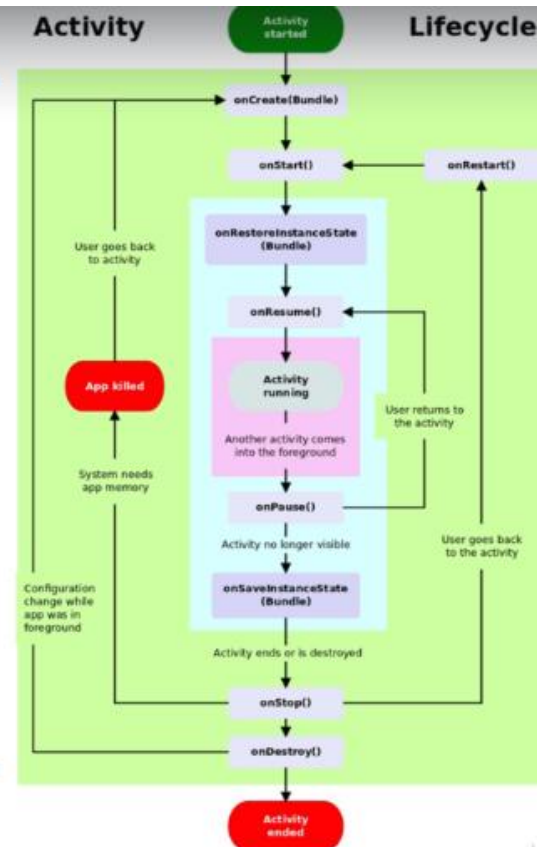 Activity
Lifecycle
Activity
started
onCreate(Bundle)
onStart()
onRestart()
onRestoreInstanceState
(Bundle)
User goes back
to activity
onResume()
App killed
Activity
running
User returns to
the activity
Another activity comes
into the foreground
System needs
app memory
onPause()
Activity no longer visible
User goes back
to the activity
onSaveInstanceState
(Bundle)
Configuration
change while
app was in
foreground
Activity ends or is destroyed
onStop()
onDestroy()
Activity
ended